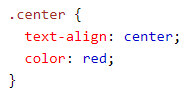 .center {
  text-align: center;
  color: red;
}